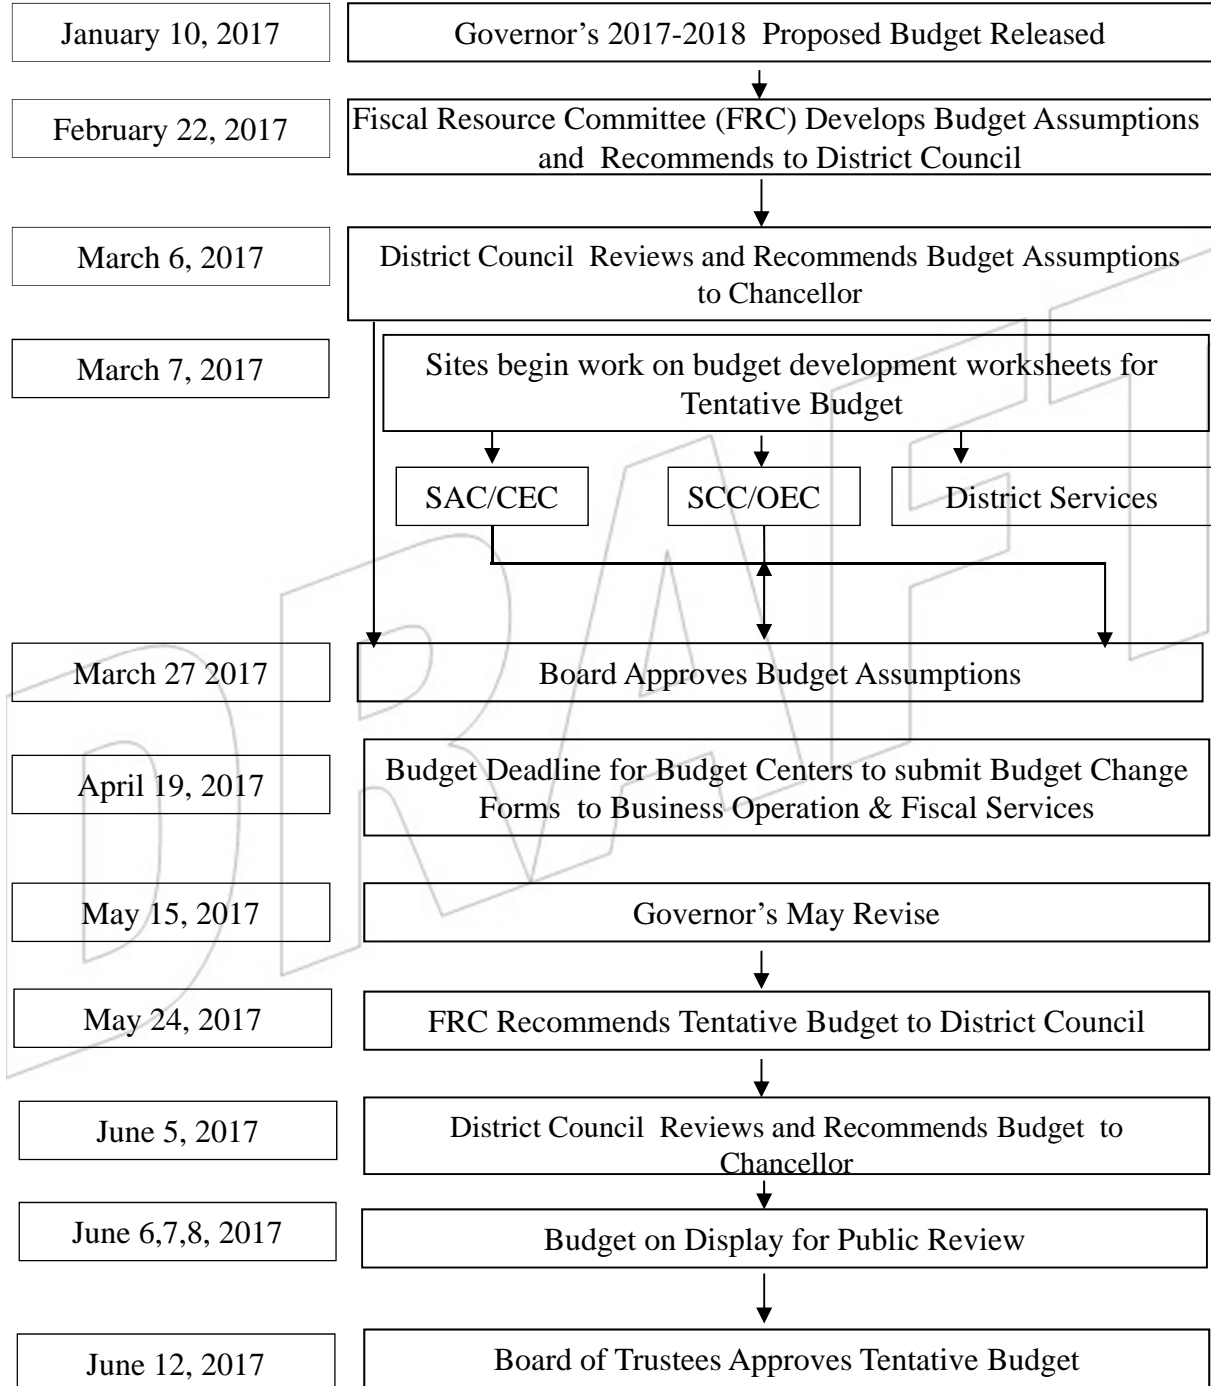 January 10, 2017
Governor’s 2017-2018 Proposed Budget Released
February 22, 2017
Fiscal Resource Committee (FRC) Develops Budget Assumptions
and Recommends to District Council
March 6, 2017
District Council Reviews and Recommends Budget Assumptions
to Chancellor
March 7, 2017
Sites begin work on budget development worksheets for
Tentative Budget
SAC/CEC
SCC/OEC
District Services
March 27 2017
Board Approves Budget Assumptions
April 19, 2017
Budget Deadline for Budget Centers to submit Budget Change
Forms to Business Operation & Fiscal Services
May 15, 2017
Governor’s May Revise
May 24, 2017
FRC Recommends Tentative Budget to District Council
June 5, 2017
District Council Reviews and Recommends Budget to
Chancellor
June 6,7,8, 2017
Budget on Display for Public Review
June 12, 2017
Board of Trustees Approves Tentative Budget
DRAFT